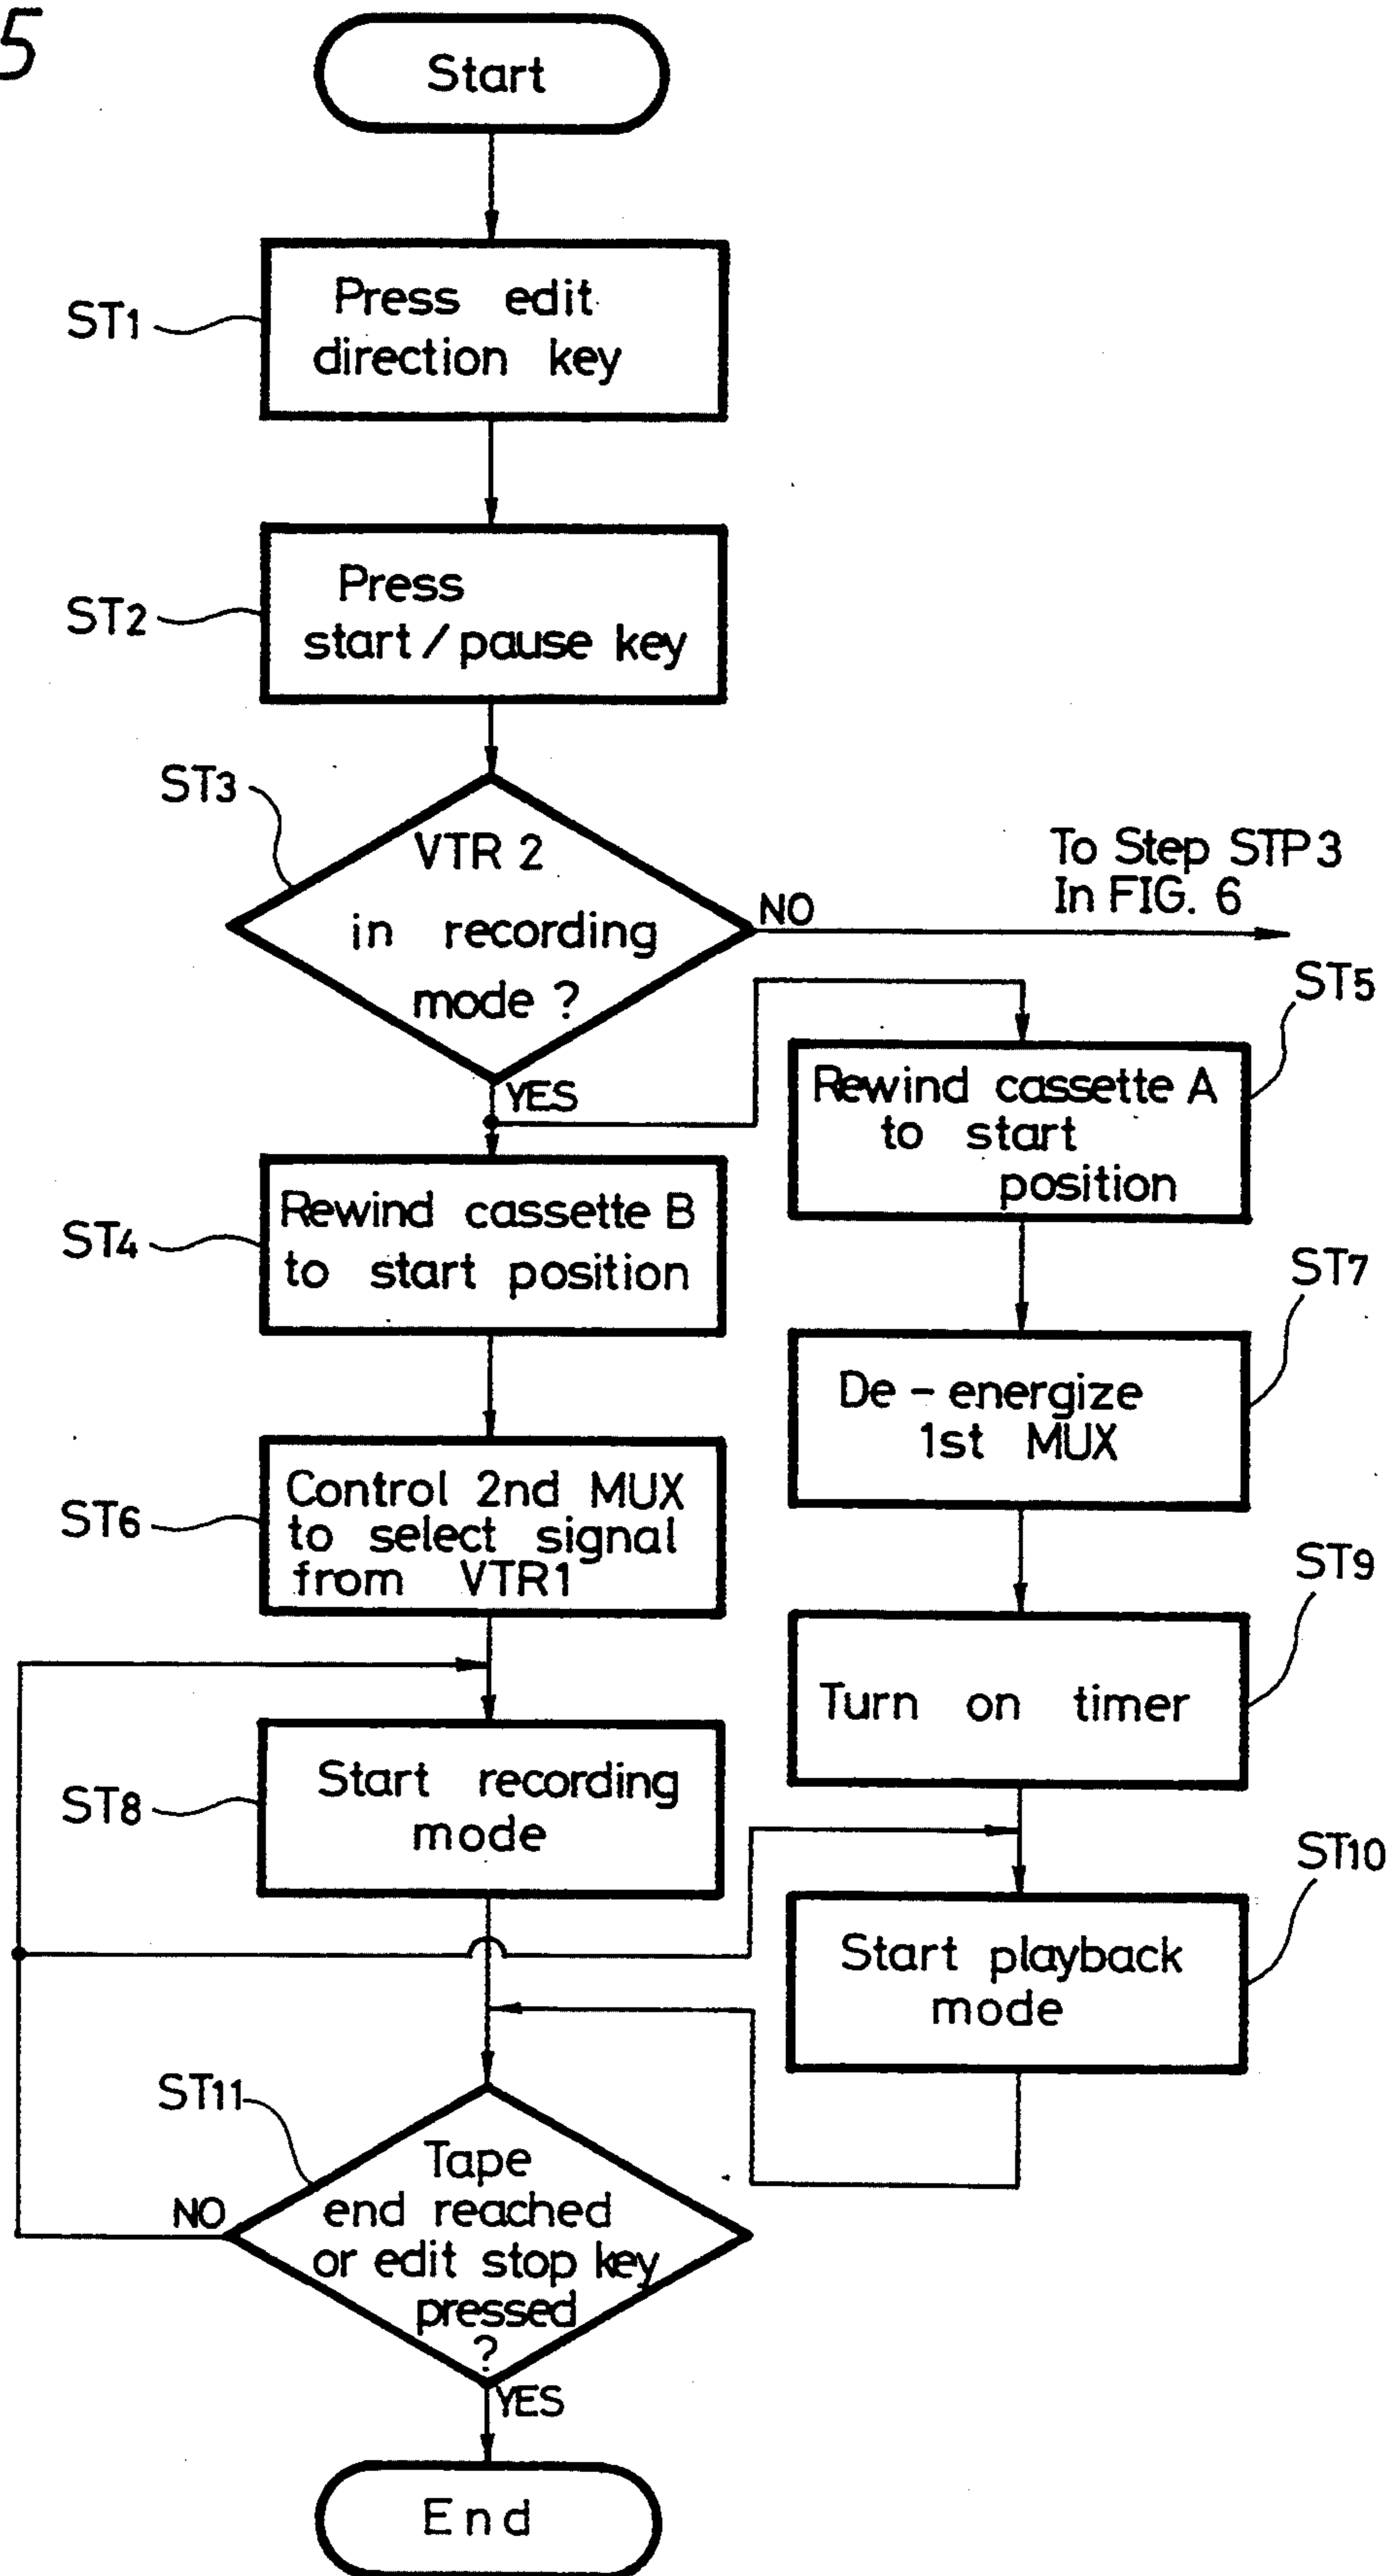 5
Start
ST1
Press edit
direction key
ST2
Press
start/pause key
ST3
VTR 2
in recording
mode ?
NO
To Step STP3
In FIG. 6
YES
ST5
Rewind cassette A
to start
position
ST4
Rewind cassette B
to start position
ST7
De-energize
1st MUX
ST6
Control 2nd MUX
to select signal
from VTR1
ST9
Turn on timer
ST8
Start recording
mode
ST10
Start playback
mode
ST11
Tape
end reached
or edit stop key
pressed
?
NO
YES
End